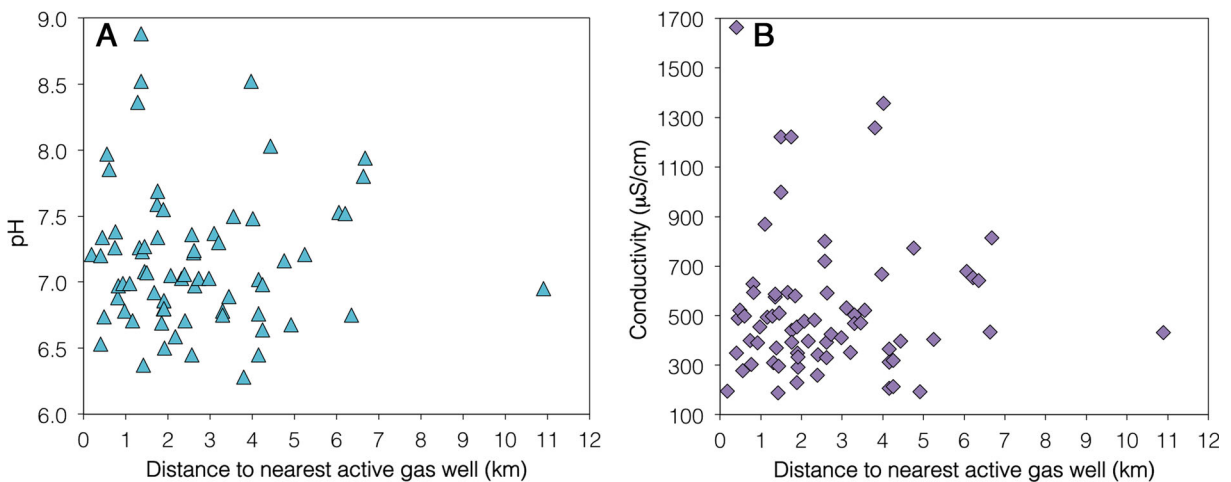 A
pH
9.0
8.5
8.0
7.5
7.0
6.5
6.0
0 1 2 3 4 5 6 7 8 9 10 11 12
Distance to nearest active gas well (km)
B
Conductivity (µS/cm)
1700
1500
1300
1100
900
700
500
300
100
0 1 2 3 4 5 6 7 8 9 10 11 12
Distance to nearest active gas well (km)